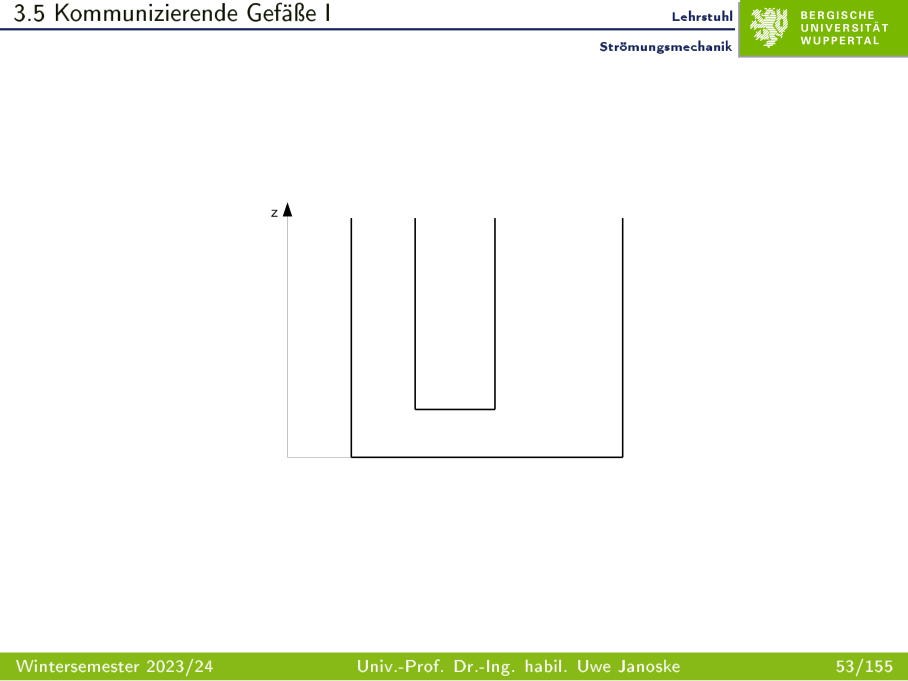 3.5 Kommunizierende Gefäße I
Lehrstuhl
Strömungsmechanik
BERGISCHE
UNIVERSITÄT
WUPPERTAL
z
Wintersemester 2023/24 Univ.-Prof. Dr.-Ing. habil. Uwe Janoske 53/155